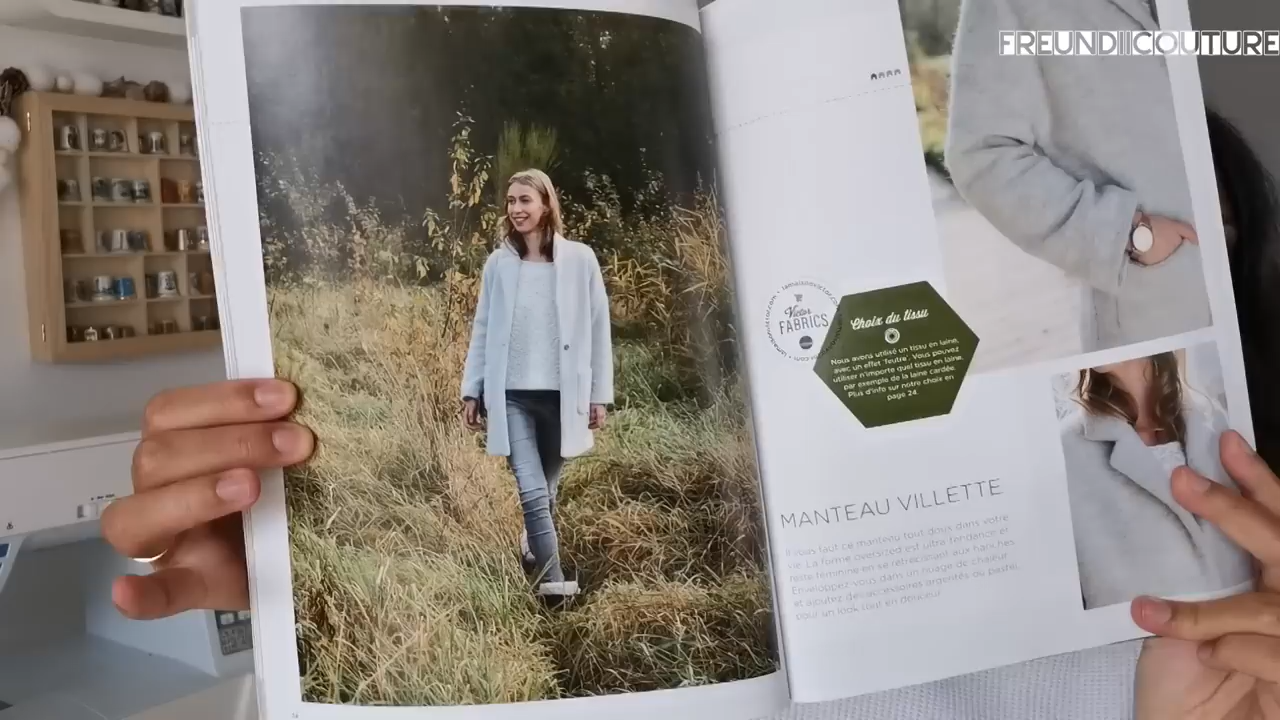 FREUNDIICOUTURE
Victor
FABRICS
lamaisonvictor.com
Choix du tissu
Nous avons utilisé un tissu en laine,
avec un effet 'feutre'. Vous pouvez
utiliser n'importe quel tissu en laine,
par exemple de la laine cardée.
Plus d'info sur notre choix en
page 24.
MANTEAU VILLETTE
Il vous faut ce manteau tout doux dans votre
vie. La forme oversized est ultra tendance et
reste féminine en se rétrécissant aux hanches.
Enveloppez-vous dans un nuage de chaleur
et ajoutez des accessoires argentés ou pastel,
pour un look tout en douceur.